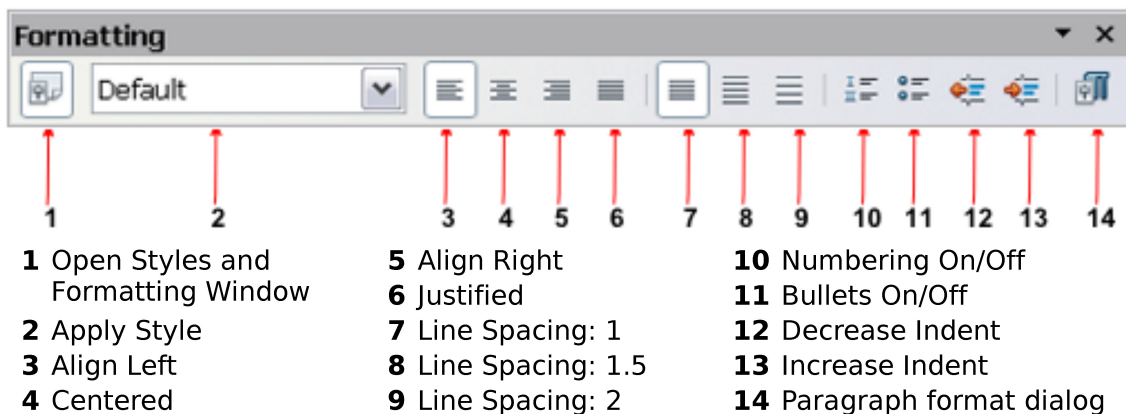 Formatting
Default
1 2 3 4 5 6 7 8 9 10 11 12 13 14
1 Open Styles and
Formatting Window
2 Apply Style
3 Align Left
4 Centered
5 Align Right
6 Justified
7 Line Spacing: 1
8 Line Spacing: 1.5
9 Line Spacing: 2
10 Numbering On/Off
11 Bullets On/Off
12 Decrease Indent
13 Increase Indent
14 Paragraph format dialog